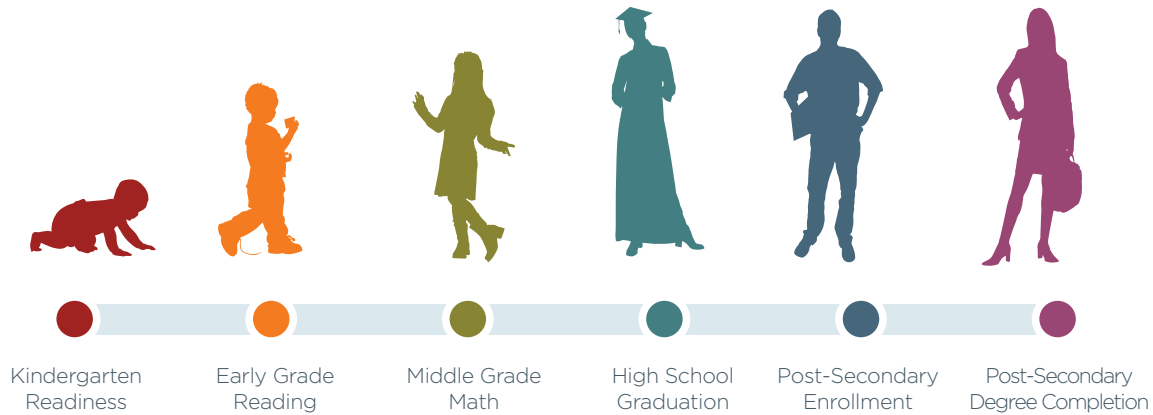 Kindergarten
Readiness
Early Grade
Reading
Middle Grade
Math
High School
Graduation
Post-Secondary
Enrollment
Post-Secondary
Degree Completion